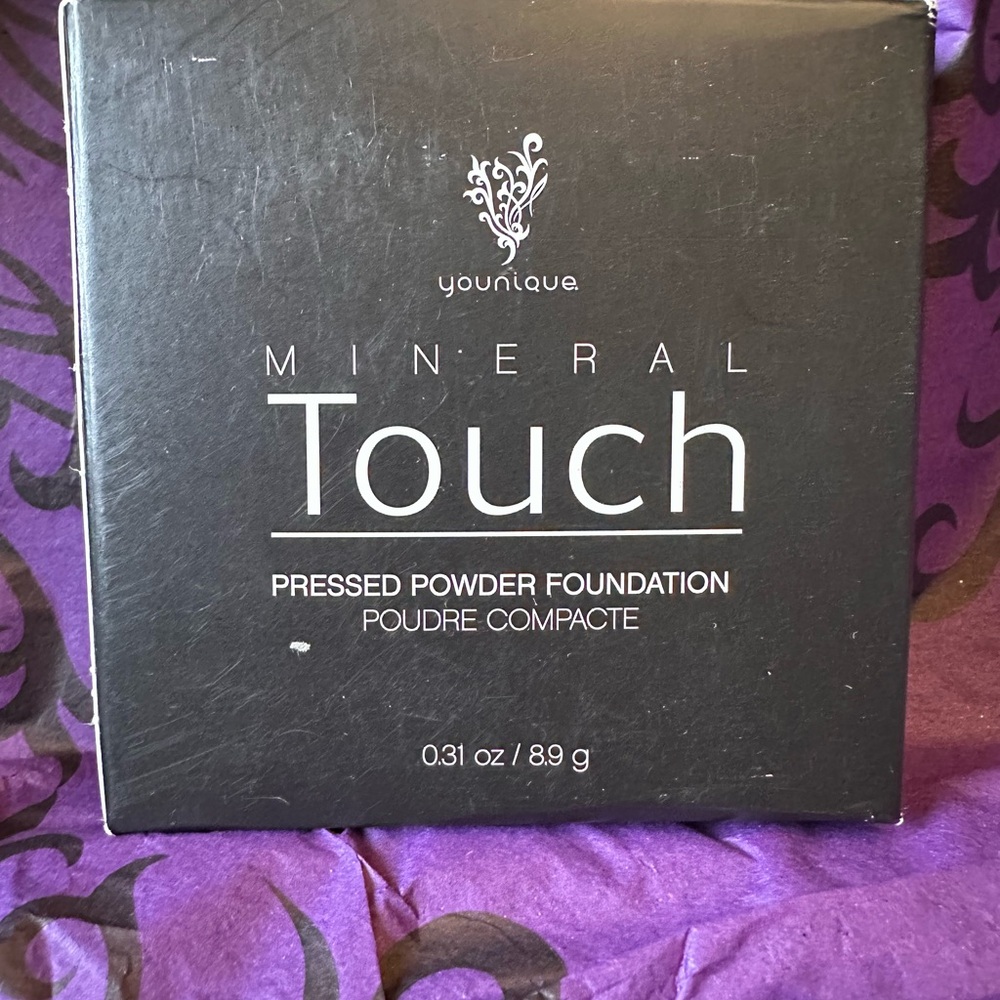 younique
MINERAL
Touch
PRESSED POWDER FOUNDATION
POUDRE COMPACTE
0.31 oz / 8.9 g